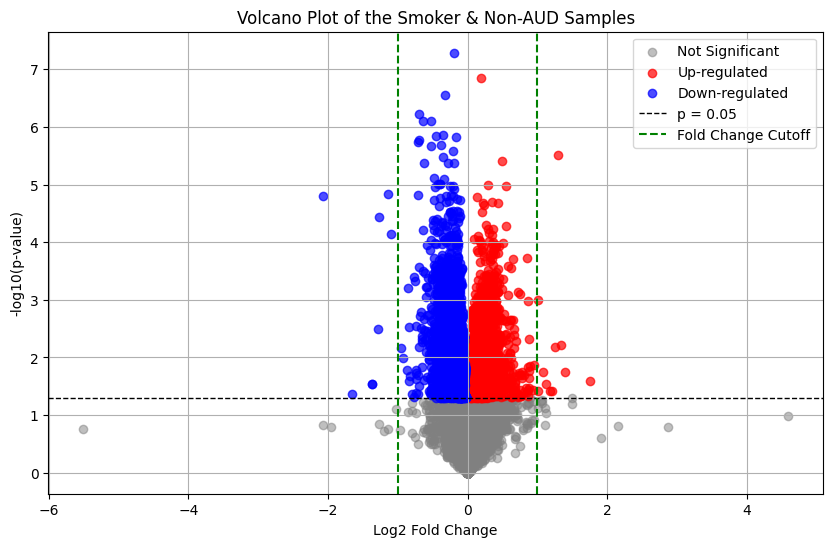 Volcano Plot of the Smoker & Non-AUD Samples
Not Significant
Up-regulated
Down-regulated
p = 0.05
Fold Change Cutoff
-log10(p-value)
7
6
5
4
3
2
1
0
−6
−4
−2
0
2
4
Log2 Fold Change